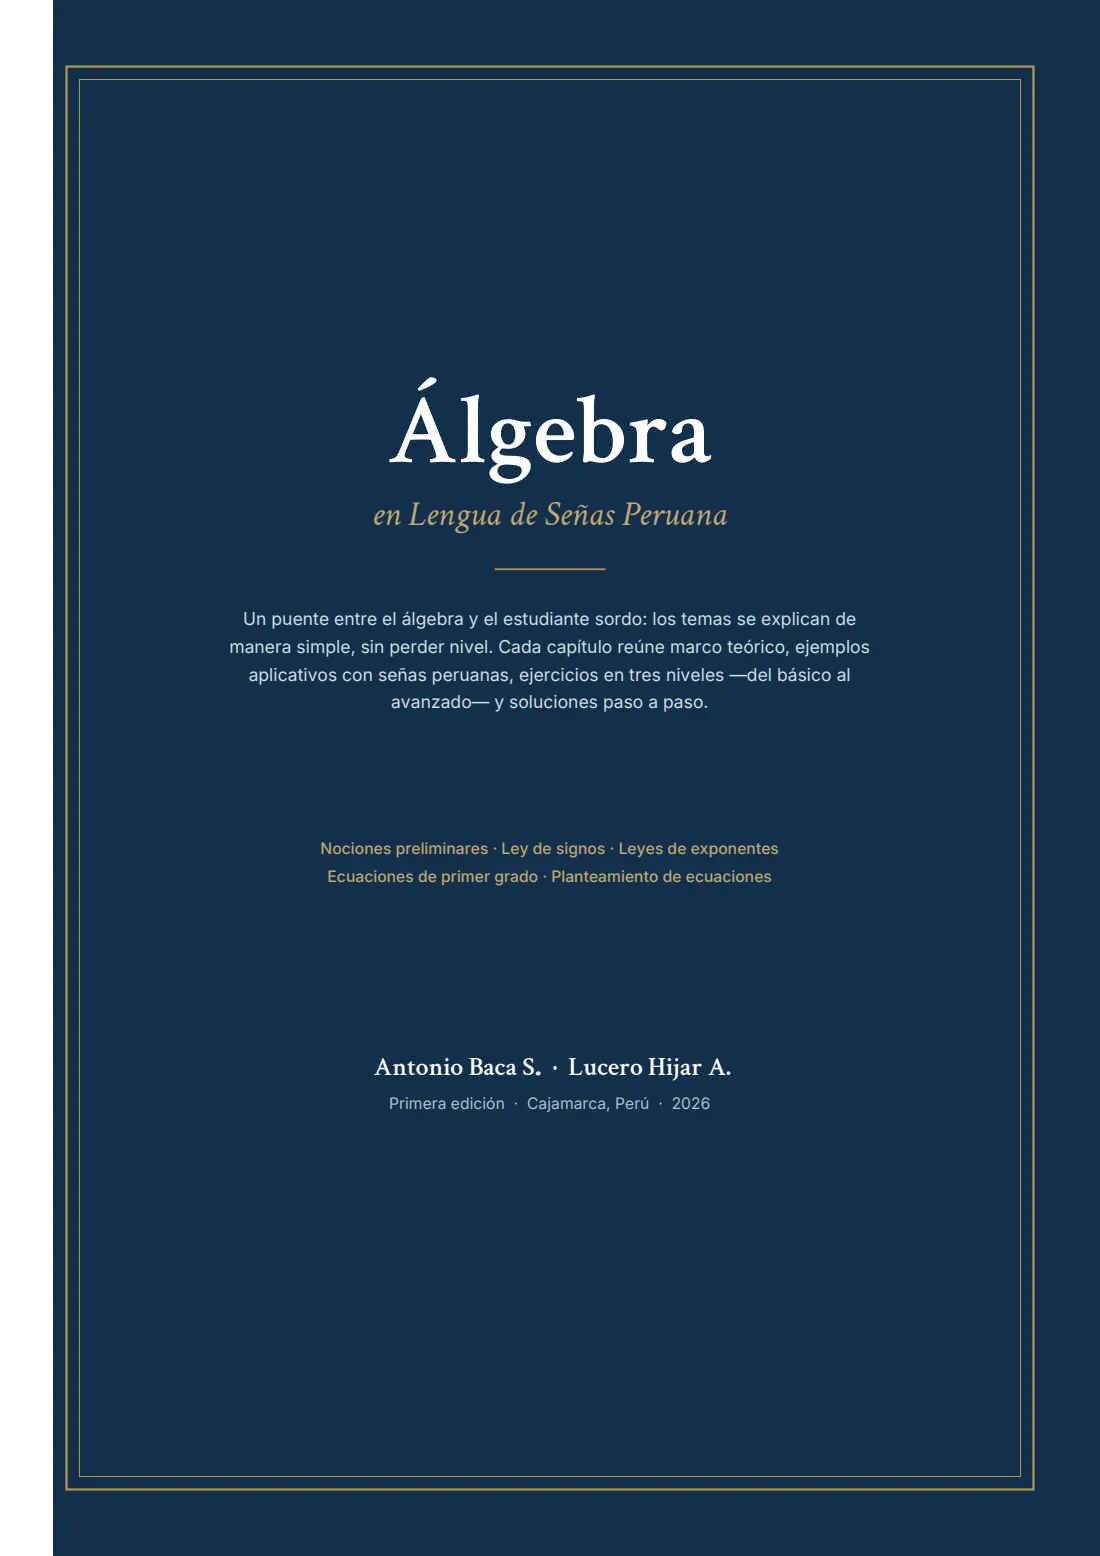 Álgebra
en Lengua de Señas Peruana
Un puente entre el álgebra y el estudiante sordo: los temas se explican de
manera simple, sin perder nivel. Cada capítulo reúne marco teórico, ejemplos
aplicativos con señas peruanas, ejercicios en tres niveles —del básico al
avanzado— y soluciones paso a paso.
Nociones preliminares · Ley de signos · Leyes de exponentes
Ecuaciones de primer grado · Planteamiento de ecuaciones
Antonio Baca S. · Lucero Hijar A.
Primera edición · Cajamarca, Perú · 2026